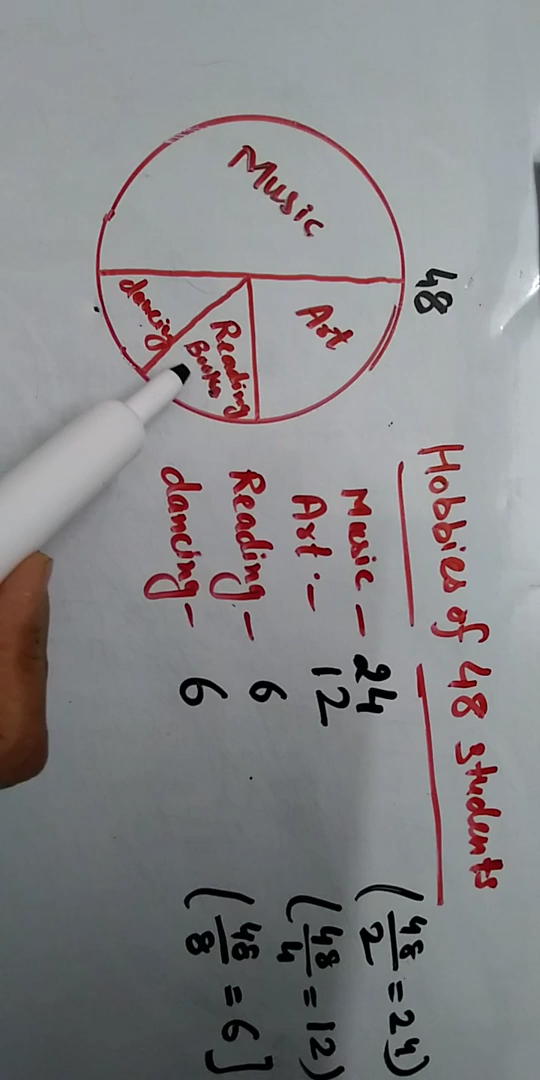 48
Music
Art
Reading
Books
dancing
Hobbies of 48 students
Music - 24 (48/2 = 24)
Art - 12 (48/4 = 12)
Reading - 6
dancing - 6 (48/8 = 6]